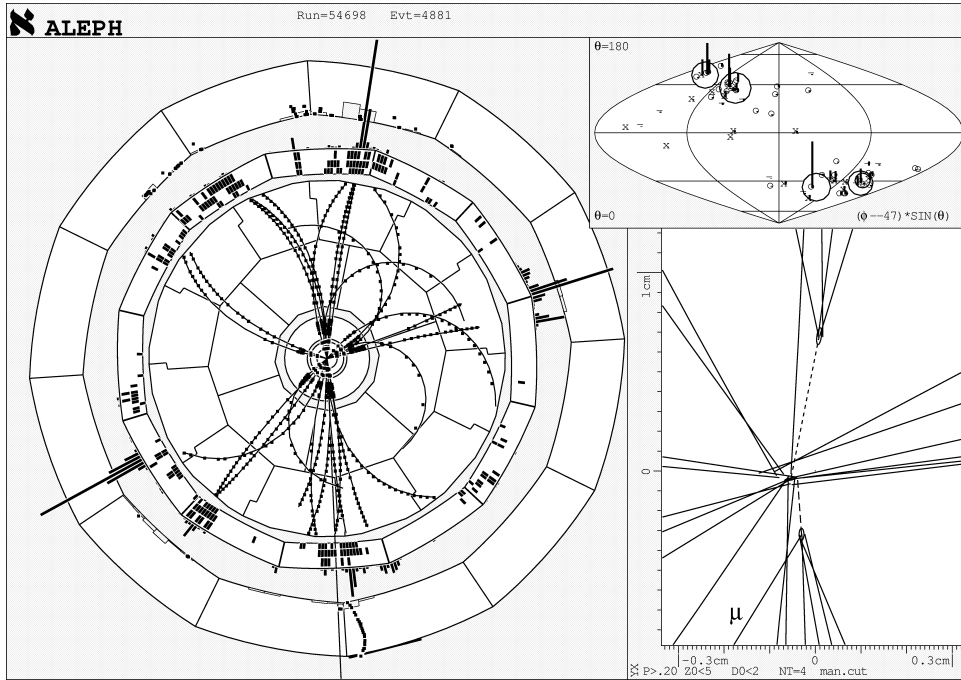 ℵ ALEPH
Run=54698 Evt=4881
θ=180
θ=0
(ϕ --47)*SIN(θ)
1cm
0
μ
-0.3cm
0
0.3cm
YX
P>.20 Z0<5 D0<2 NT=4 man.cut